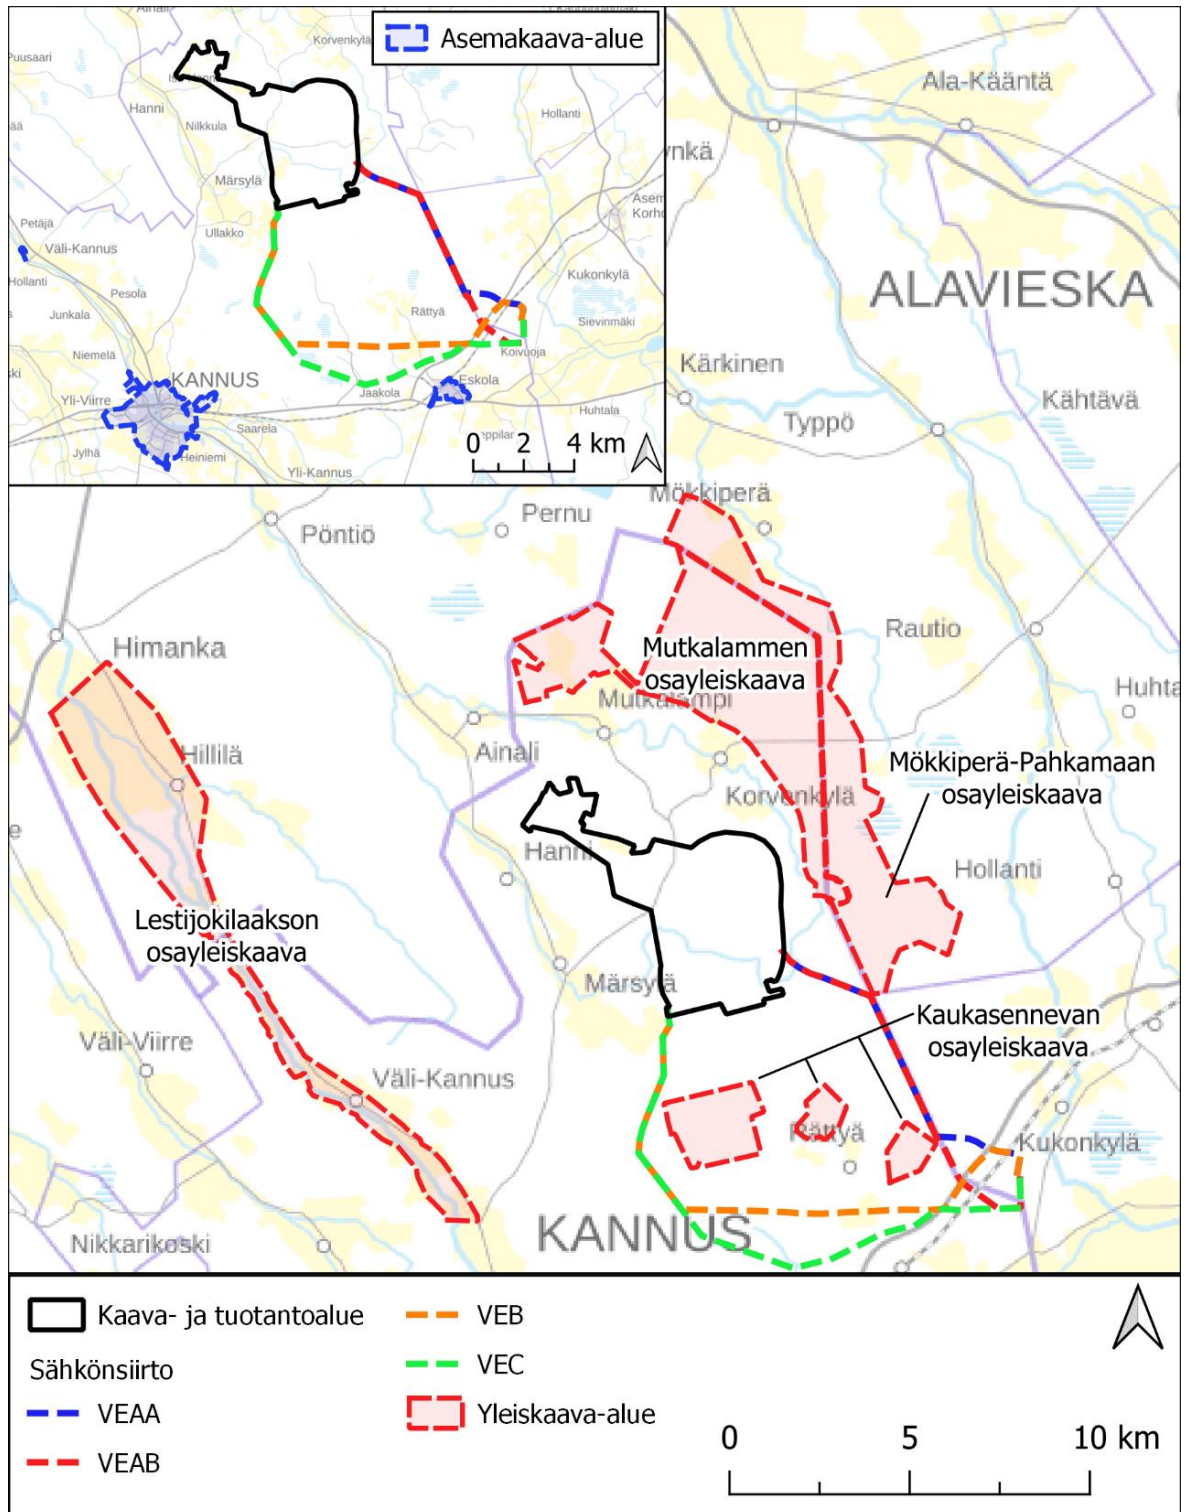 Ainali
Korvenkylä
Asemakaava-alue
Puusaari
Hanni
Nilkkula
Hollanti
Märsylä
Petäjä
Väli-Kannus
Ullakko
Hollanti
Pesola
Junkala
Rättyä
Kukonkylä
Sievinmäki
Niemelä
Koivuoja
KANNUS
Eskola
Yli-Viirre
Jaakola
Huhtala
Saarela
Jylhä
Heiniemi
Yli-Kannus
0 2 4 km
Ala-Kääntä
ALAVIESKA
Kärkinen
Kähtävä
Typpö
Mökkiperä
Pernu
Pöntiö
Himanka
Rautio
Mutkalammen
osayleiskaava
Mutkalampi
Huhta
Hillilä
Ainali
Mökkiperä-Pahkamaan
osayleiskaava
Korvenkylä
Hanni
Hollanti
Lestijokilaakson
osayleiskaava
Märsylä
Kaukasennevan
osayleiskaava
Väli-Viirre
Väli-Kannus
Rättyä
Kukonkylä
KANNUS
Nikkarikoski
Kaava- ja tuotantoalue
Sähkönsiirto
VEAA
VEAB
VEB
VEC
Yleiskaava-alue
0 5 10 km